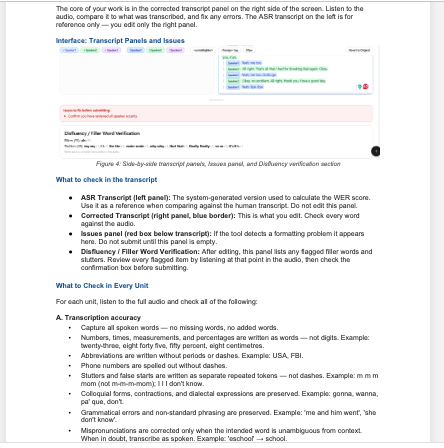 The core of your work is in the corrected transcript panel on the right side of the screen. Listen to the
audio, compare it to what was transcribed, and fix any errors. The ASR transcript on the left is for
reference only — you edit only the right panel.
Interface: Transcript Panels and Issues
Issues to fix before submitting
Disfluency / Filler Word Verification
Figure 4: Side-by-side transcript panels, Issues panel, and Disfluency verification section
What to check in the transcript
● ASR Transcript (left panel): The system-generated version used to calculate the WER score.
Use it as a reference when comparing against the human transcript. Do not edit this panel.
● Corrected Transcript (right panel, blue border): This is what you edit. Check every word
against the audio.
● Issues panel (red box below transcript): If the tool detects a formatting problem it appears
here. Do not submit until this panel is empty.
● Disfluency / Filler Word Verification: After editing, this panel lists any flagged filler words and
stutters. Review every flagged item by listening at that point in the audio, then check the
confirmation box before submitting.
What to Check in Every Unit
For each unit, listen to the full audio and check all of the following:
A. Transcription accuracy
• Capture all spoken words — no missing words, no added words.
• Numbers, times, measurements, and percentages are written as words — not digits. Example:
twenty-three, eight forty five, fifty percent, eight centimetres.
• Abbreviations are written without periods or dashes. Example: USA, FBI.
• Phone numbers are spelled out without dashes.
• Stutters and false starts are written as separate repeated tokens — not dashes. Example: m m m
mom (not m-m-m-mom); I I I don't know.
• Colloquial forms, contractions, and dialectal expressions are preserved. Example: gonna, wanna,
pa' que, don't.
• Grammatical errors and non-standard phrasing are preserved. Example: 'me and him went', 'she
don't know'.
• Mispronunciations are corrected only when the intended word is unambiguous from context.
When in doubt, transcribe as spoken. Example: 'eschool' → school.